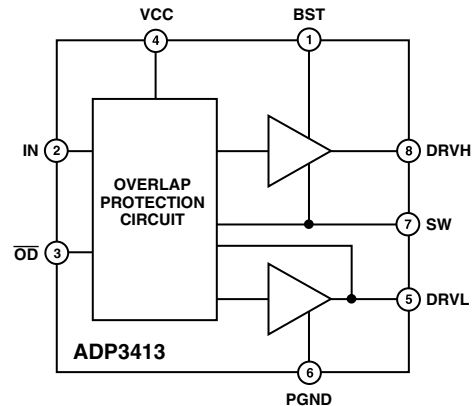 VCC
BST
4
1
IN
2
8
DRVH
OVERLAP
PROTECTION
CIRCUIT
7
SW
OD
3
5
DRVL
ADP3413
6
PGND